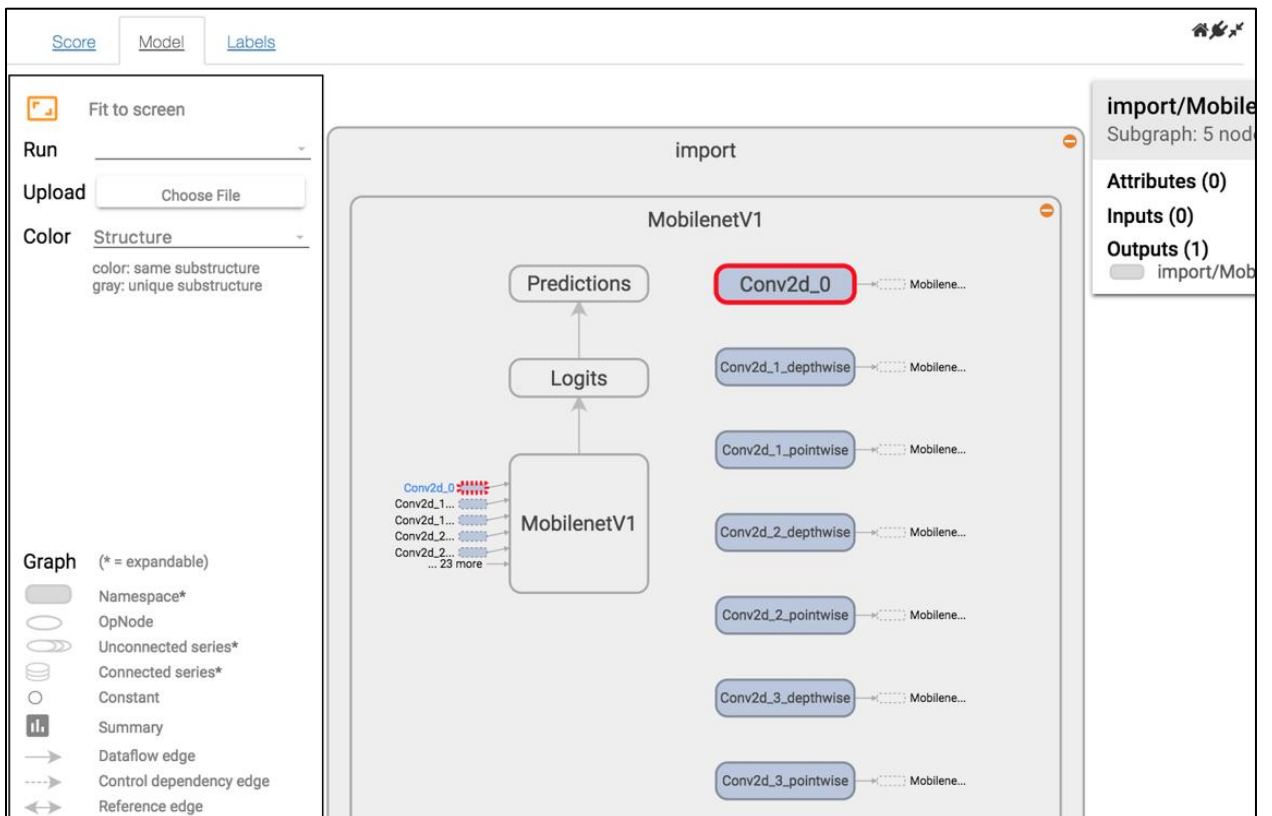 Score
Model
Labels
Fit to screen
Run
Upload
Choose File
Color
Structure
color: same substructure
gray: unique substructure
Graph
(* = expandable)
Namespace*
OpNode
Unconnected series*
Connected series*
Constant
Summary
Dataflow edge
Control dependency edge
Reference edge
import
MobilenetV1
Predictions
Logits
MobilenetV1
Conv2d_0
Conv2d_1...
Conv2d_1...
Conv2d_2...
Conv2d_2...
... 23 more
Conv2d_0
Mobilene...
Conv2d_1_depthwise
Mobilene...
Conv2d_1_pointwise
Mobilene...
Conv2d_2_depthwise
Mobilene...
Conv2d_2_pointwise
Mobilene...
Conv2d_3_depthwise
Mobilene...
Conv2d_3_pointwise
Mobilene...
import/Mobile
Subgraph: 5 nod
Attributes (0)
Inputs (0)
Outputs (1)
import/Mob